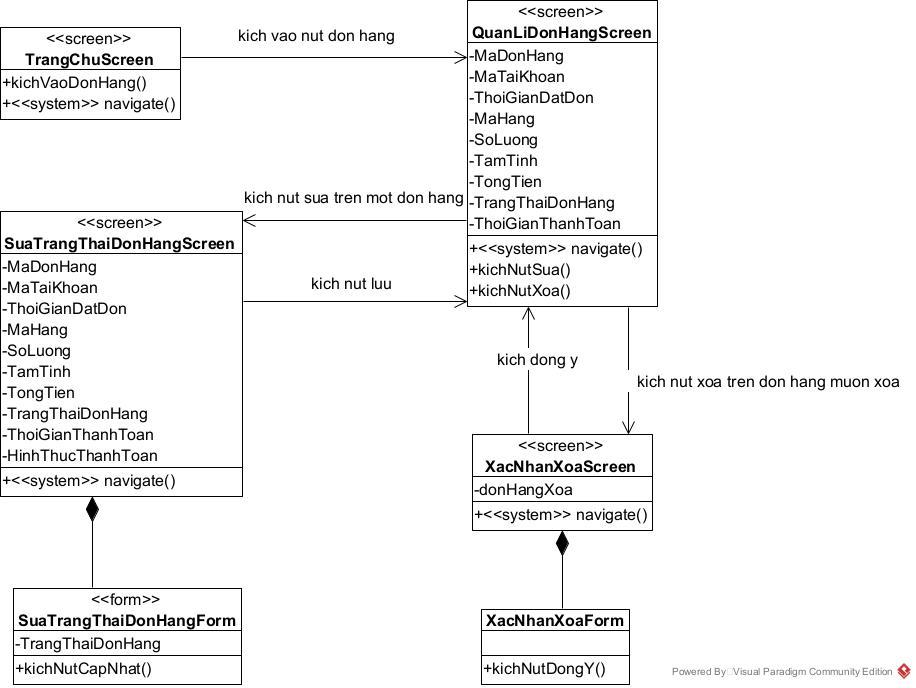 <<screen>>
TrangChuScreen
+kichVaoDonHang()
+<<system>> navigate()
kich vao nut don hang
<<screen>>
QuanLiDonHangScreen
-MaDonHang
-MaTaiKhoan
-ThoiGianDatDon
-MaHang
-SoLuong
-TamTinh
-TongTien
-TrangThaiDonHang
-ThoiGianThanhToan
+<<system>> navigate()
+kichNutSua()
+kichNutXoa()
kich nut sua tren mot don hang
<<screen>>
SuaTrangThaiDonHangScreen
-MaDonHang
-MaTaiKhoan
-ThoiGianDatDon
-MaHang
-SoLuong
-TamTinh
-TongTien
-TrangThaiDonHang
-ThoiGianThanhToan
-HinhThucThanhToan
+<<system>> navigate()
kich nut luu
kich dong y
kich nut xoa tren don hang muon xoa
<<screen>>
XacNhanXoaScreen
-donHangXoa
+<<system>> navigate()
<<form>>
SuaTrangThaiDonHangForm
-TrangThaiDonHang
+kichNutCapNhat()
XacNhanXoaForm
+kichNutDongY()
Powered By Visual Paradigm Community Edition